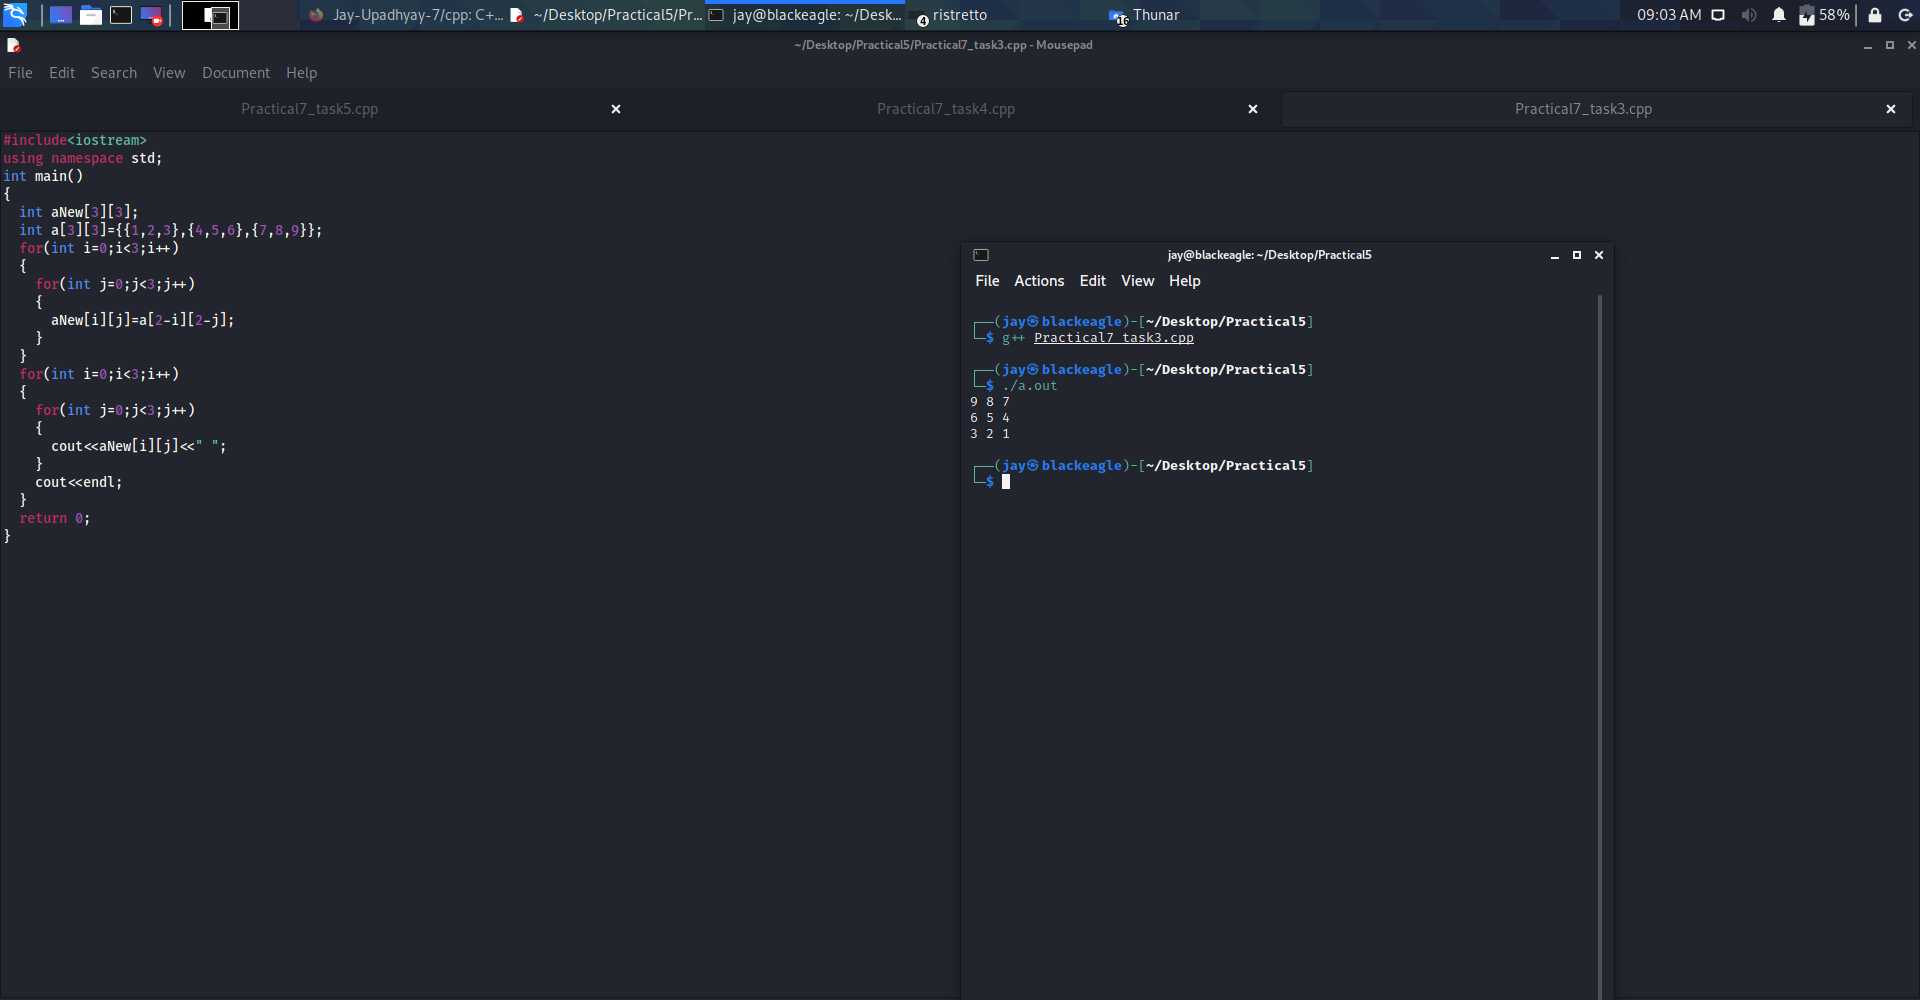 Jay-Upadhyay-7/cpp: C+...
~/Desktop/Practical5/Pr...
jay@blackeagle: ~/Desk...
4 ristretto
16 Thunar
09:03 AM
58%
~/Desktop/Practical5/Practical7_task3.cpp - Mousepad
File Edit Search View Document Help
Practical7_task5.cpp
Practical7_task4.cpp
Practical7_task3.cpp
#include<iostream>
using namespace std;
int main()
{
  int aNew[3][3];
  int a[3][3]={{1,2,3},{4,5,6},{7,8,9}};
  for(int i=0;i<3;i++)
  {
    for(int j=0;j<3;j++)
    {
      aNew[i][j]=a[2-i][2-j];
    }
  }
  for(int i=0;i<3;i++)
  {
    for(int j=0;j<3;j++)
    {
      cout<<aNew[i][j]<<" ";
    }
    cout<<endl;
  }
  return 0;
}
jay@blackeagle: ~/Desktop/Practical5
File Actions Edit View Help
┌──(jay㉿blackeagle)-[~/Desktop/Practical5]
└─$ g++ Practical7_task3.cpp
┌──(jay㉿blackeagle)-[~/Desktop/Practical5]
└─$ ./a.out
9 8 7
6 5 4
3 2 1
┌──(jay㉿blackeagle)-[~/Desktop/Practical5]
└─$